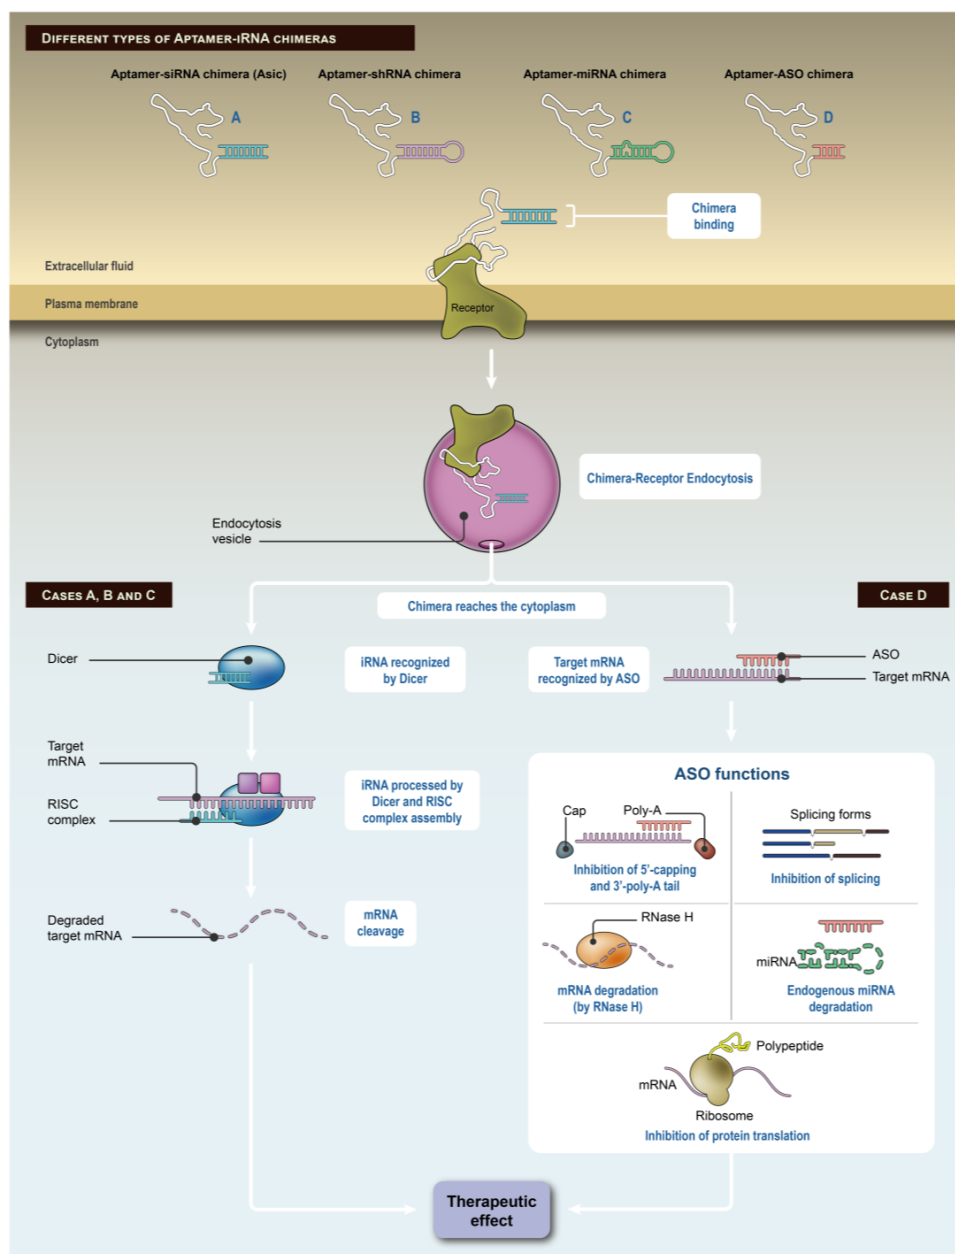 DIFFERENT TYPES OF APTAMER-iRNA CHIMERAS
Aptamer-siRNA chimera (Asic)
Aptamer-shRNA chimera
Aptamer-miRNA chimera
Aptamer-ASO chimera
A
B
C
D
Chimera
binding
Extracellular fluid
Plasma membrane
Receptor
Cytoplasm
Chimera-Receptor Endocytosis
Endocytosis
vesicle
CASES A, B AND C
Chimera reaches the cytoplasm
CASE D
Dicer
iRNA recognized
by Dicer
Target mRNA
recognized by ASO
ASO
Target mRNA
Target
mRNA
RISC
complex
iRNA processed by
Dicer and RISC
complex assembly
Degraded
target mRNA
mRNA
cleavage
ASO functions
Cap
Poly-A
Inhibition of 5'-capping
and 3'-poly-A tail
Splicing forms
Inhibition of splicing
RNase H
mRNA degradation
(by RNase H)
miRNA
Endogenous miRNA
degradation
Polypeptide
mRNA
Ribosome
Inhibition of protein translation
Therapeutic
effect